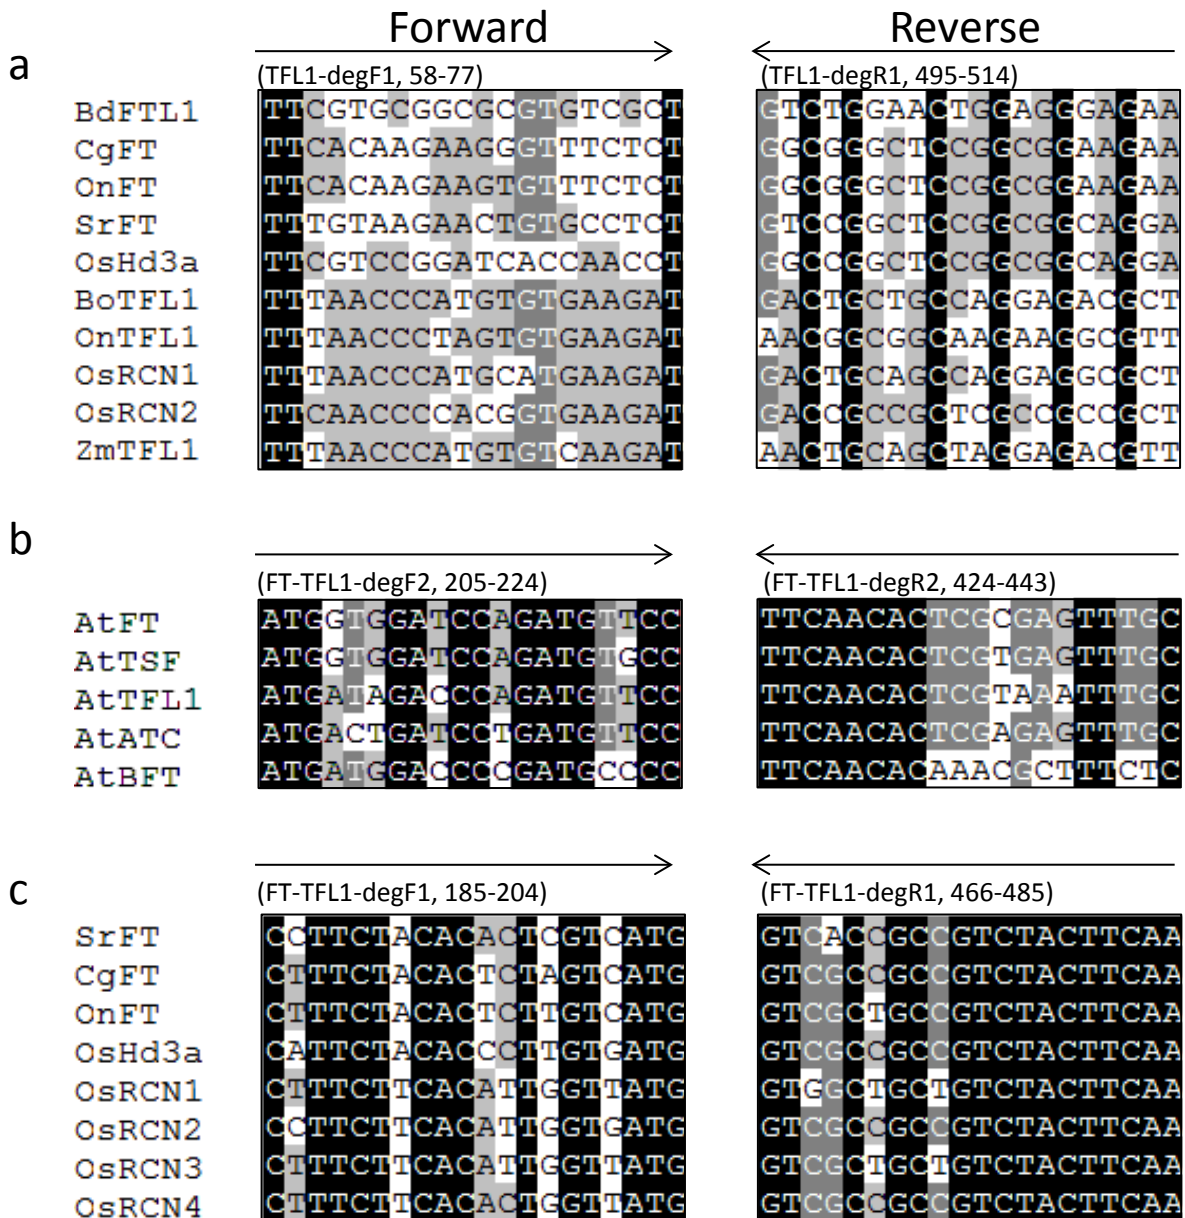 Forward Reverse
a
(TFL1-degF1, 58-77) (TFL1-degR1, 495-514)
BdFTL1 TTCGTGCGGCGCGTGTCGCT GTCTGGAACTGGAGGGAGAA
CgFT TTCACAAGAAGGGTTTCTCT GGCGGGCTCCGGCGGAAGAA
OnFT TTCACAAGAAGTGTTTCTCT GGCGGGCTCCGGCGGAAGAA
SrFT TTTGTAAGAACTGTGCCTCT GTCCGGCTCCGGCGGCAGGA
OsHd3a TTCGTCCGGATCACCAACCT GGCCGGCTCCGGCGGCAGGA
BoTFL1 TTTAACCCATGTGTGAAGAT GACTGCTGCCAGGAGACGCT
OnTFL1 TTTAACCCTAGTGTGAAGAT AACGGCGGCAAGAAGGCGTT
OsRCN1 TTTAACCCATGCATGAAGAT GACTGCAGCCAGGAGGCGCT
OsRCN2 TTCAACCCCACGGTGAAGAT GACCGCCGCTCGCCGCCGCT
ZmTFL1 TTTAACCCATGTGTCAAGAT AACTGCAGCTAGGAGACGTT
b
(FT-TFL1-degF2, 205-224) (FT-TFL1-degR2, 424-443)
AtFT ATGGTGGATCCAGATGTTCC TTCAACACTCGCGAGTTTGC
AtTSF ATGGTGGATCCAGATGTGCC TTCAACACTCGTGAGTTTGC
AtTFL1 ATGATAGACCCAGATGTTCC TTCAACACTCGTAAATTTGC
AtATC ATGACTGATCCTGATGTTCC TTCAACACTCGAGAGTTTGC
AtBFT ATGATGGACCCCGATGCCCC TTCAACACAAACGCTTTCTC
c
(FT-TFL1-degF1, 185-204) (FT-TFL1-degR1, 466-485)
SrFT CCTTCTACACACTCGTCATG GTCACCGCCGTCTACTTCAA
CgFT CTTTCTACACTCTAGTCATG GTCGCCGCCGTCTACTTCAA
OnFT CTTTCTACACTCTTGTCATG GTCGCTGCCGTCTACTTCAA
OsHd3a CATTCTACACCCTTGTGATG GTCGCCGCCGTCTACTTCAA
OsRCN1 CTTTCTTCACATTGGTTATG GTGGCTGCTGTCTACTTCAA
OsRCN2 CCTTCTTCACATTGGTGATG GTCGCCGCCGTCTACTTCAA
OsRCN3 CTTTCTTCACATTGGTTATG GTCGCTGCTGTCTACTTCAA
OsRCN4 CTTTCTTCACACTGGTTATG GTCGCCGCCGTCTACTTCAA